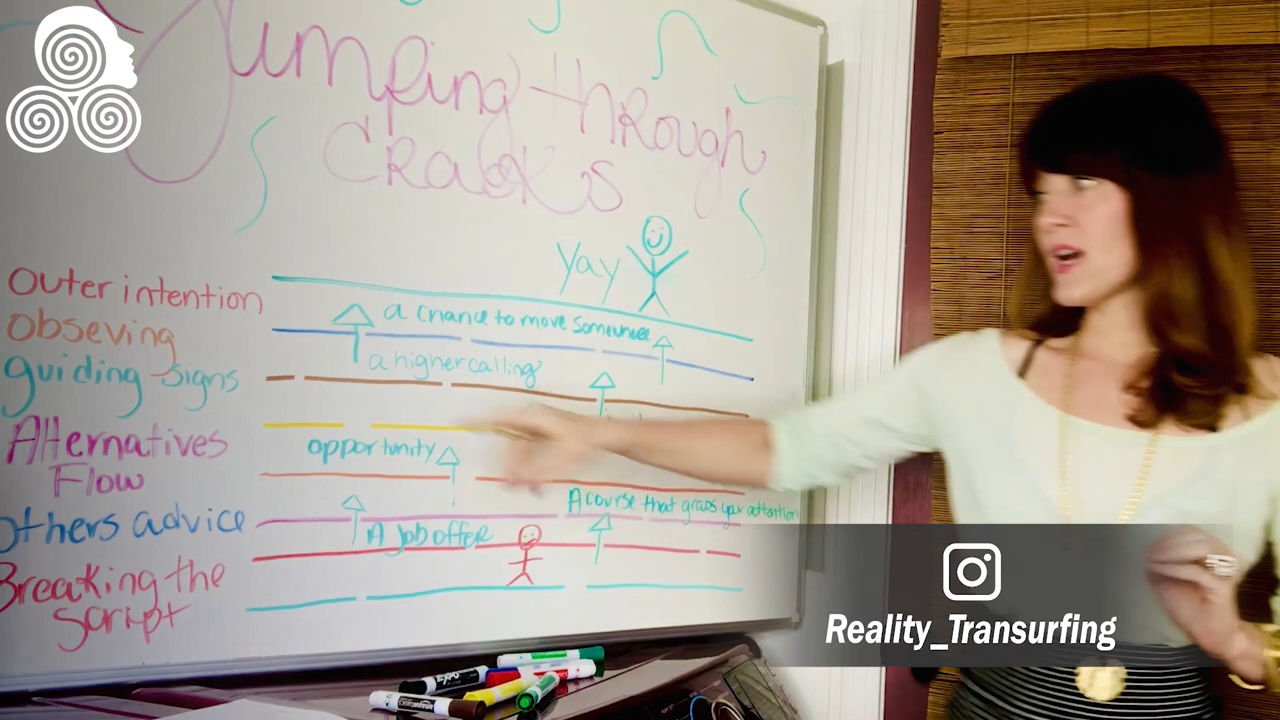 Jumping through
CRacks
Yay
Outer intention
a chance to move somewhere
Obseving
a higher calling
guiding signs
Alternatives
Flow
opportunity
A course that grabs your attention
Others advice
A job offer
Breaking the
script
EXPO
Reality_Transurfing